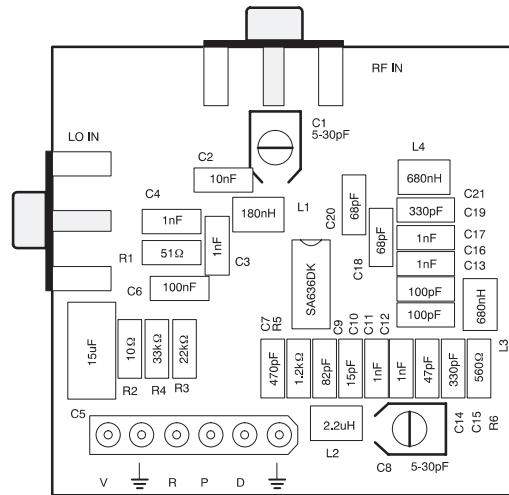 RF IN
LO IN
C1
5-30pF
L4
C2
10nF
680nH
C4
L1
C20
68pF
C21
330pF
C19
1nF
180nH
1nF
68pF
1nF
C17
C16
R1
51Ω
C3
C18
1nF
C13
C6
100nF
SA636DK
100pF
680nH
100pF
15uF
10Ω
33kΩ
22kΩ
C7
R5
C9
C10
C11
C12
L3
470pF
1.2kΩ
82pF
15pF
1nF
1nF
47pF
330pF
560Ω
R2
R4
R3
C5
2.2uH
C14
C15
R6
L2
C8
5-30pF
V
R
P
D